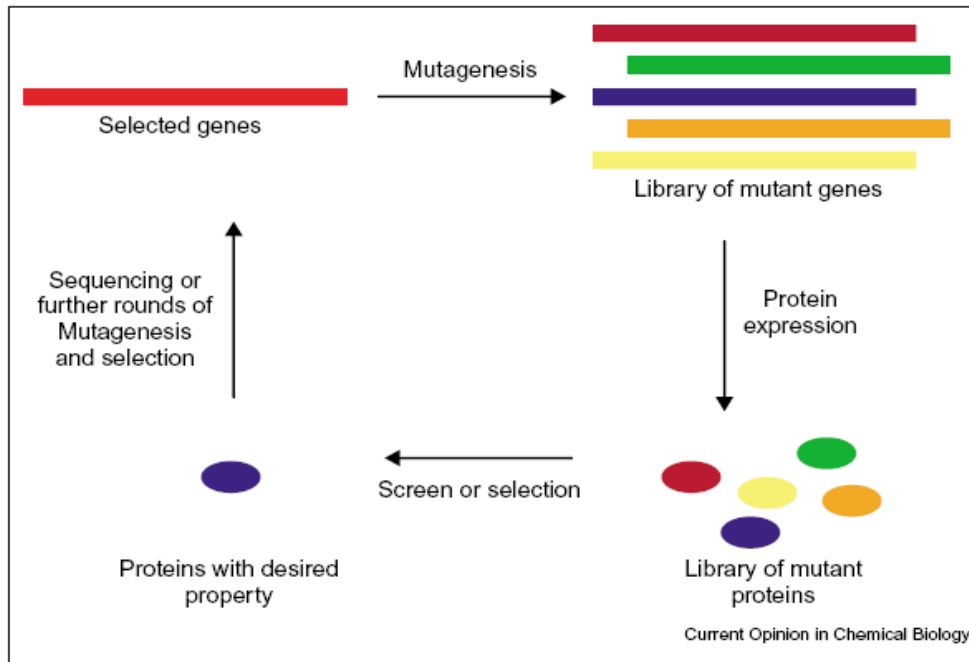 Mutagenesis
Selected genes
Library of mutant genes
Sequencing or
further rounds of
Mutagenesis
and selection
Protein
expression
Screen or selection
Proteins with desired
property
Library of mutant
proteins
Current Opinion in Chemical Biology